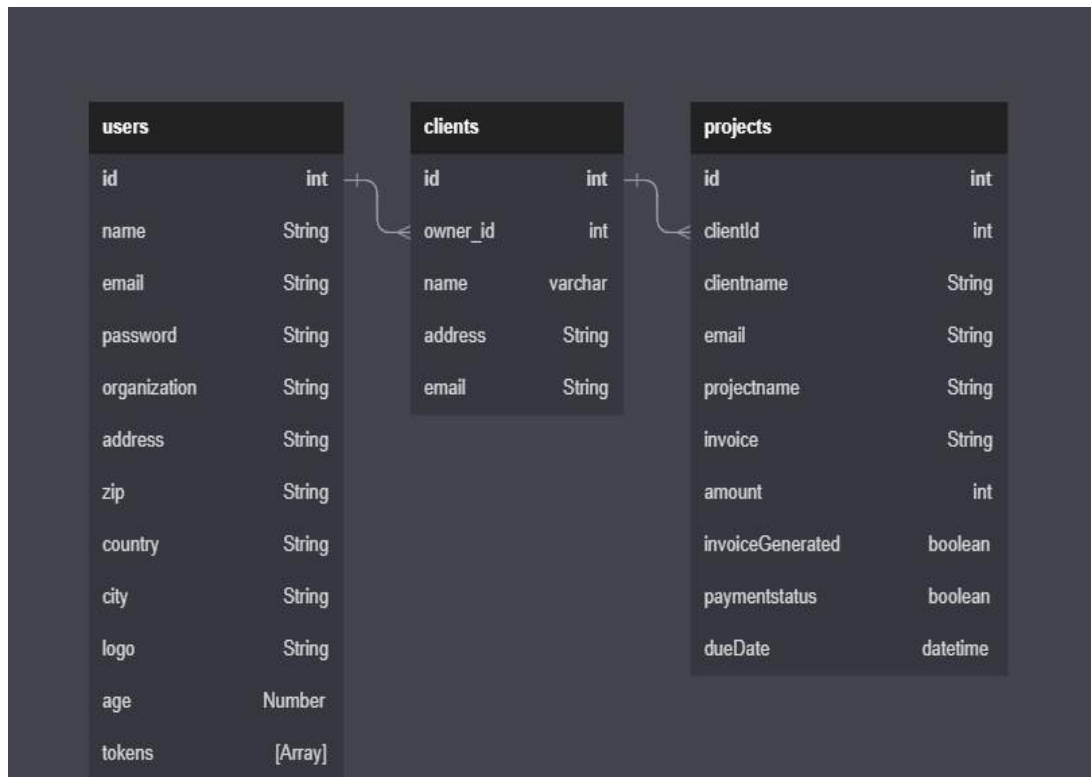 users
id int
name String
email String
password String
organization String
address String
zip String
country String
city String
logo String
age Number
tokens [Array]
clients
id int
owner_id int
name varchar
address String
email String
projects
id int
clientId int
clientname String
email String
projectname String
invoice String
amount int
invoiceGenerated boolean
paymentstatus boolean
dueDate datetime